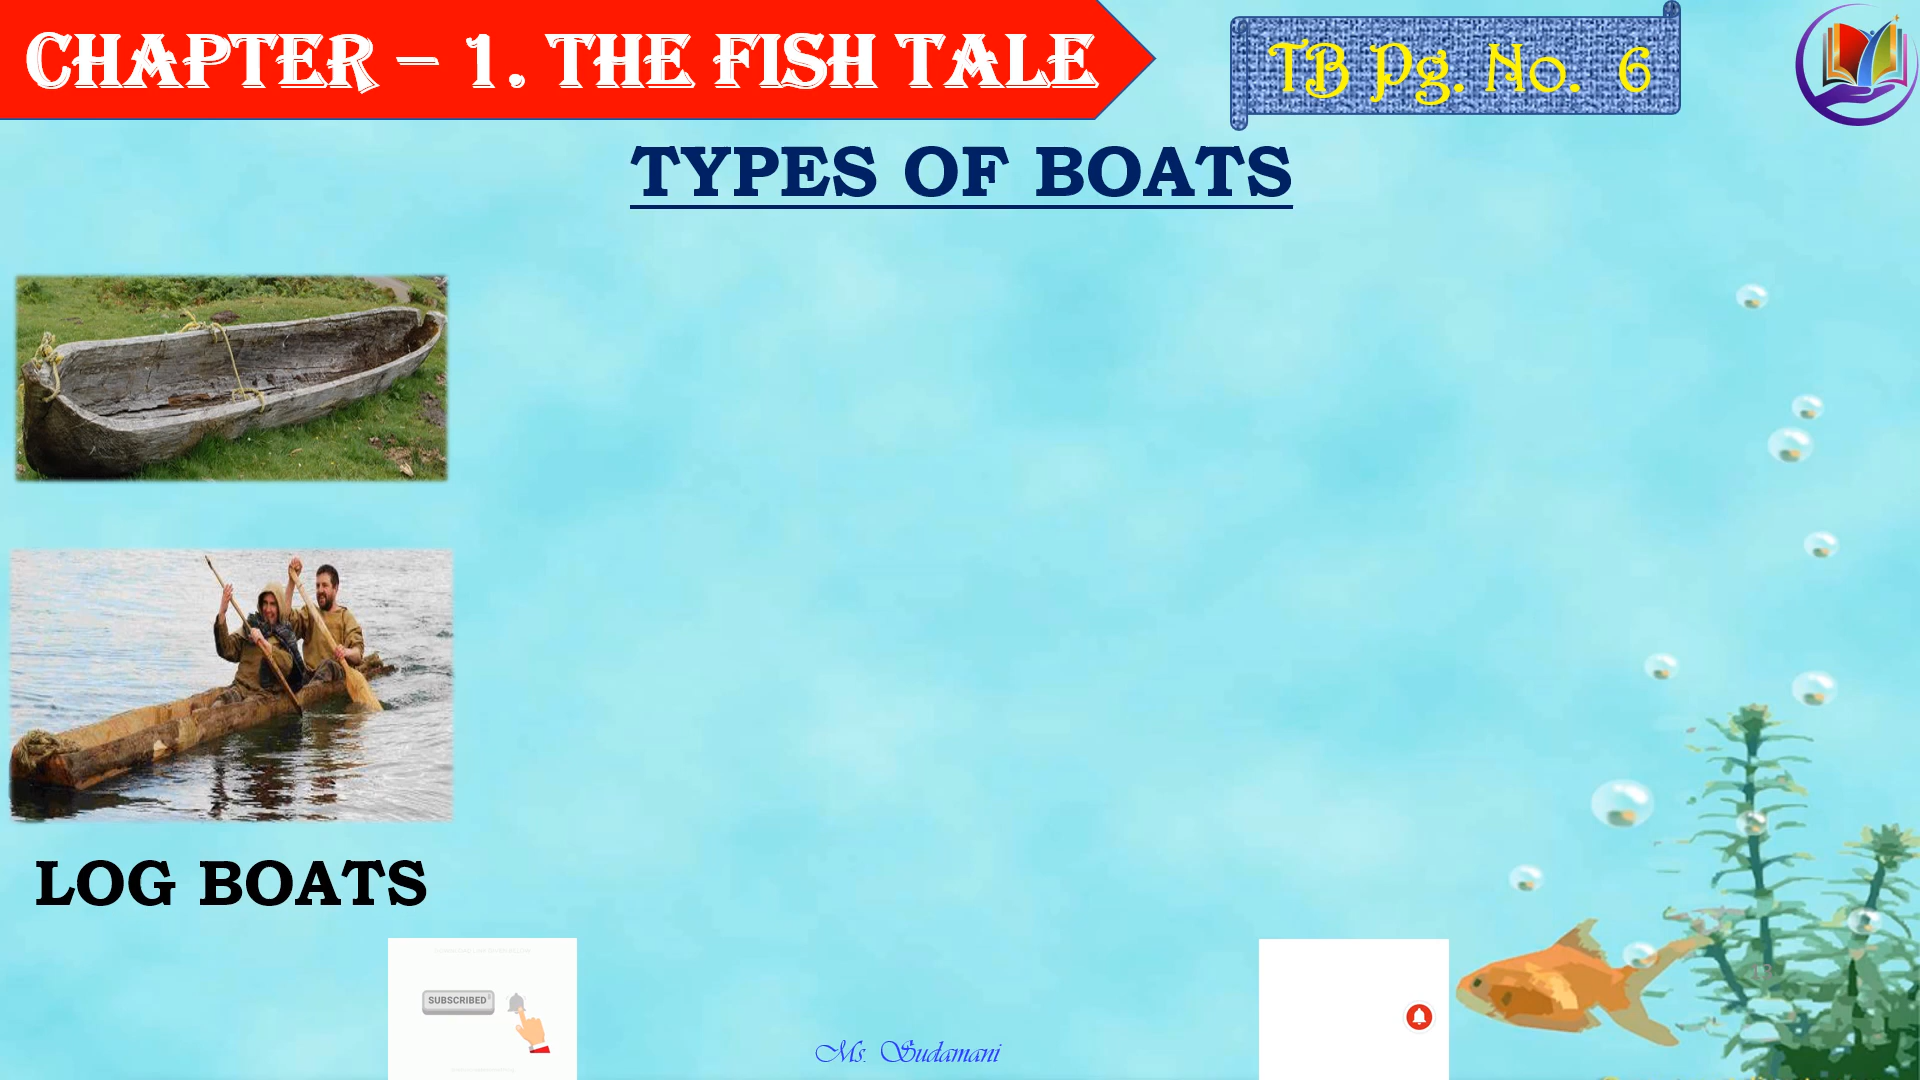 CHAPTER – 1. THE FISH TALE
TB Pg. No. 6
TYPES OF BOATS
LOG BOATS
SUBSCRIBED
Ms. Sudamani